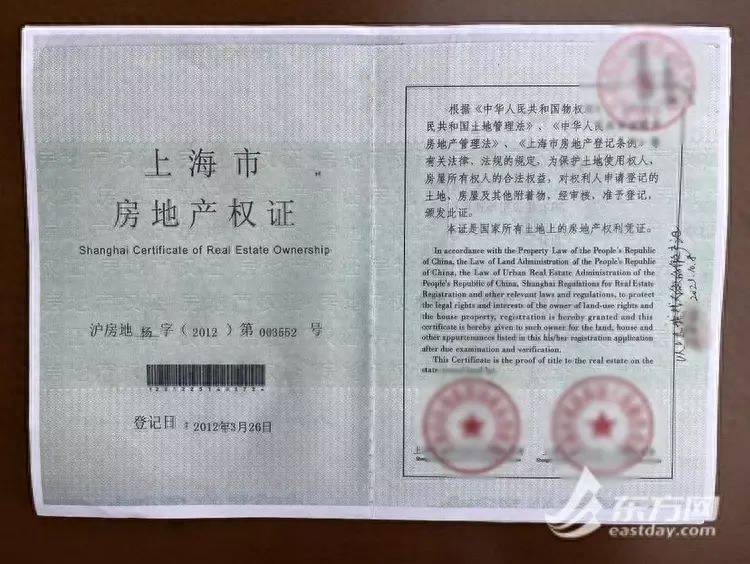 上海市
房地产权证
Shanghai Certificate of Real Estate Ownership
沪房地 杨 字（2012）第 003552 号
登记日：2012年3月26日
根据《中华人民共和国物权
民共和国土地管理法》、《中华人民
房地产管理法》、《上海市房地产登记条例》等
有关法律、法规的规定，为保护土地使用权人、
房屋所有权人的合法权益，对权利人申请登记的
土地、房屋及其他附着物，经审核，准予登记，
颁发此证。
本证是国家所有土地上的房地产权利凭证。
In accordance with the Property Law of the People's Republic
of China, the Law of Land Administration of the People's Republic
of China, the Law of Urban Real Estate Administration of the
People's Republic of China, Shanghai Regulations for Real Estate
Registration and other relevant laws and regulations, to protect
the legal rights and interests of the owner of land-use rights and
the house property, registration is hereby granted and this
certificate is hereby given to such owner for the land, house and
other appurtenances listed in this his/her registration application
after due examination and verification.
This Certificate is the proof of title to the real estate on the
东方网
eastday.com